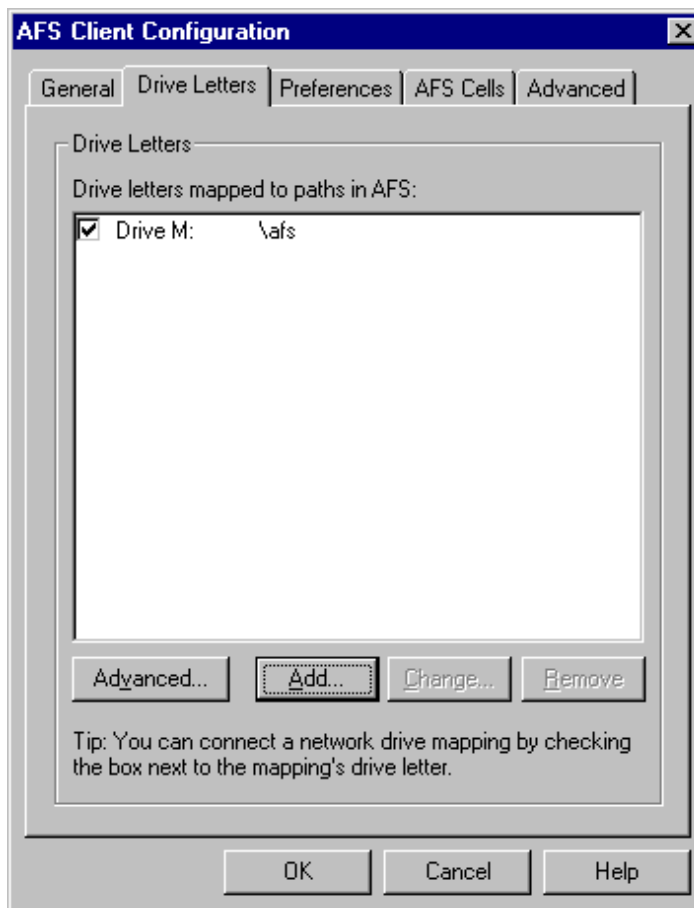 AFS Client Configuration
General Drive Letters Preferences AFS Cells Advanced
Drive Letters
Drive letters mapped to paths in AFS:
Drive M: \afs
Advanced... Add... Change... Remove
Tip: You can connect a network drive mapping by checking
the box next to the mapping's drive letter.
OK Cancel Help